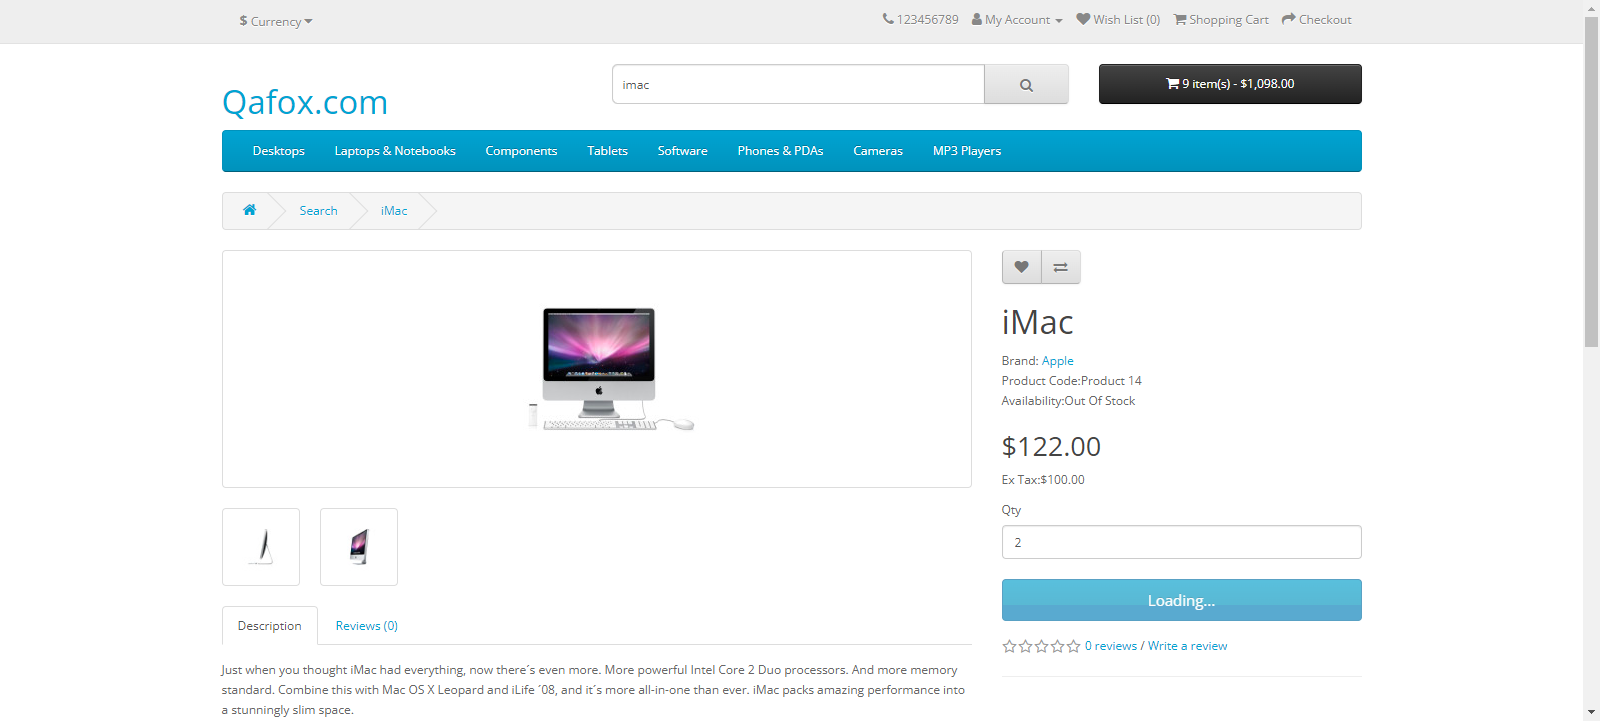 $ Currency
123456789 My Account Wish List (0) Shopping Cart Checkout
Qafox.com
imac
9 item(s) - $1,098.00
Desktops Laptops & Notebooks Components Tablets Software Phones & PDAs Cameras MP3 Players
Search iMac
iMac
Brand: Apple
Product Code:Product 14
Availability:Out Of Stock
$122.00
Ex Tax:$100.00
Qty
2
Loading...
0 reviews / Write a review
Description Reviews (0)
Just when you thought iMac had everything, now there´s even more. More powerful Intel Core 2 Duo processors. And more memory
standard. Combine this with Mac OS X Leopard and iLife ´08, and it´s more all-in-one than ever. iMac packs amazing performance into
a stunningly slim space.